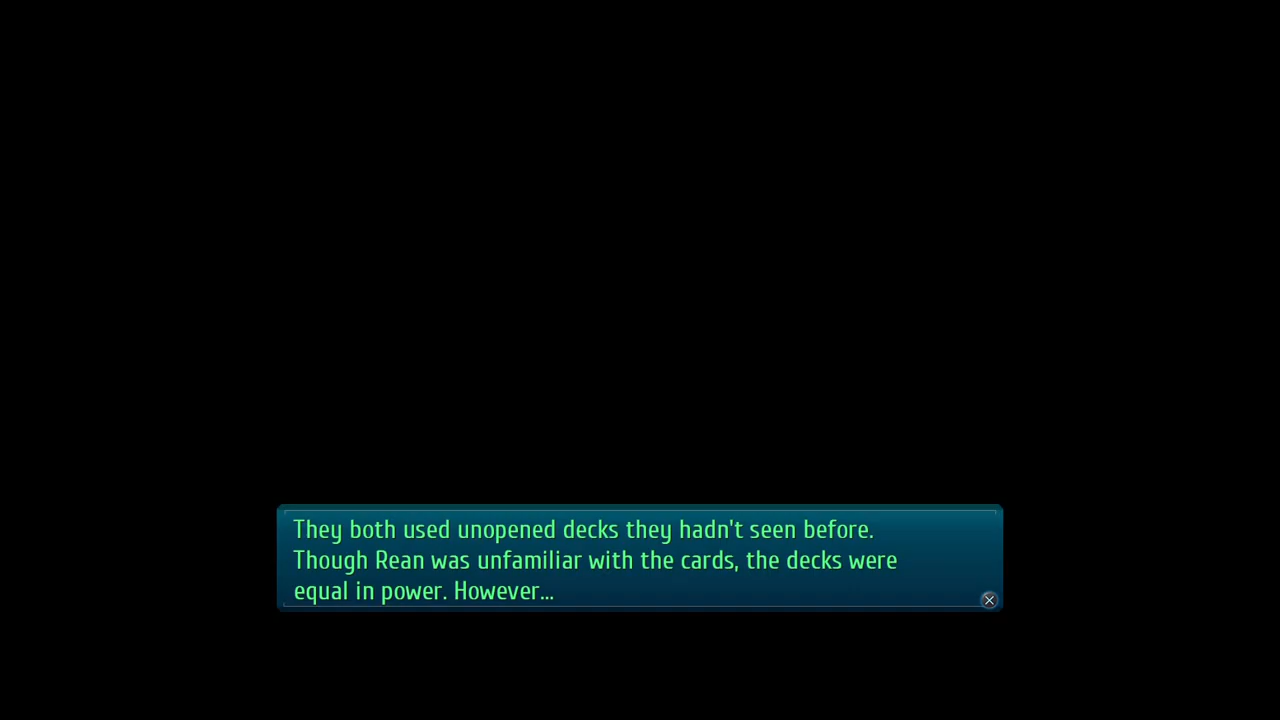 They both used unopened decks they hadn't seen before.
Though Rean was unfamiliar with the cards, the decks were
equal in power. However...